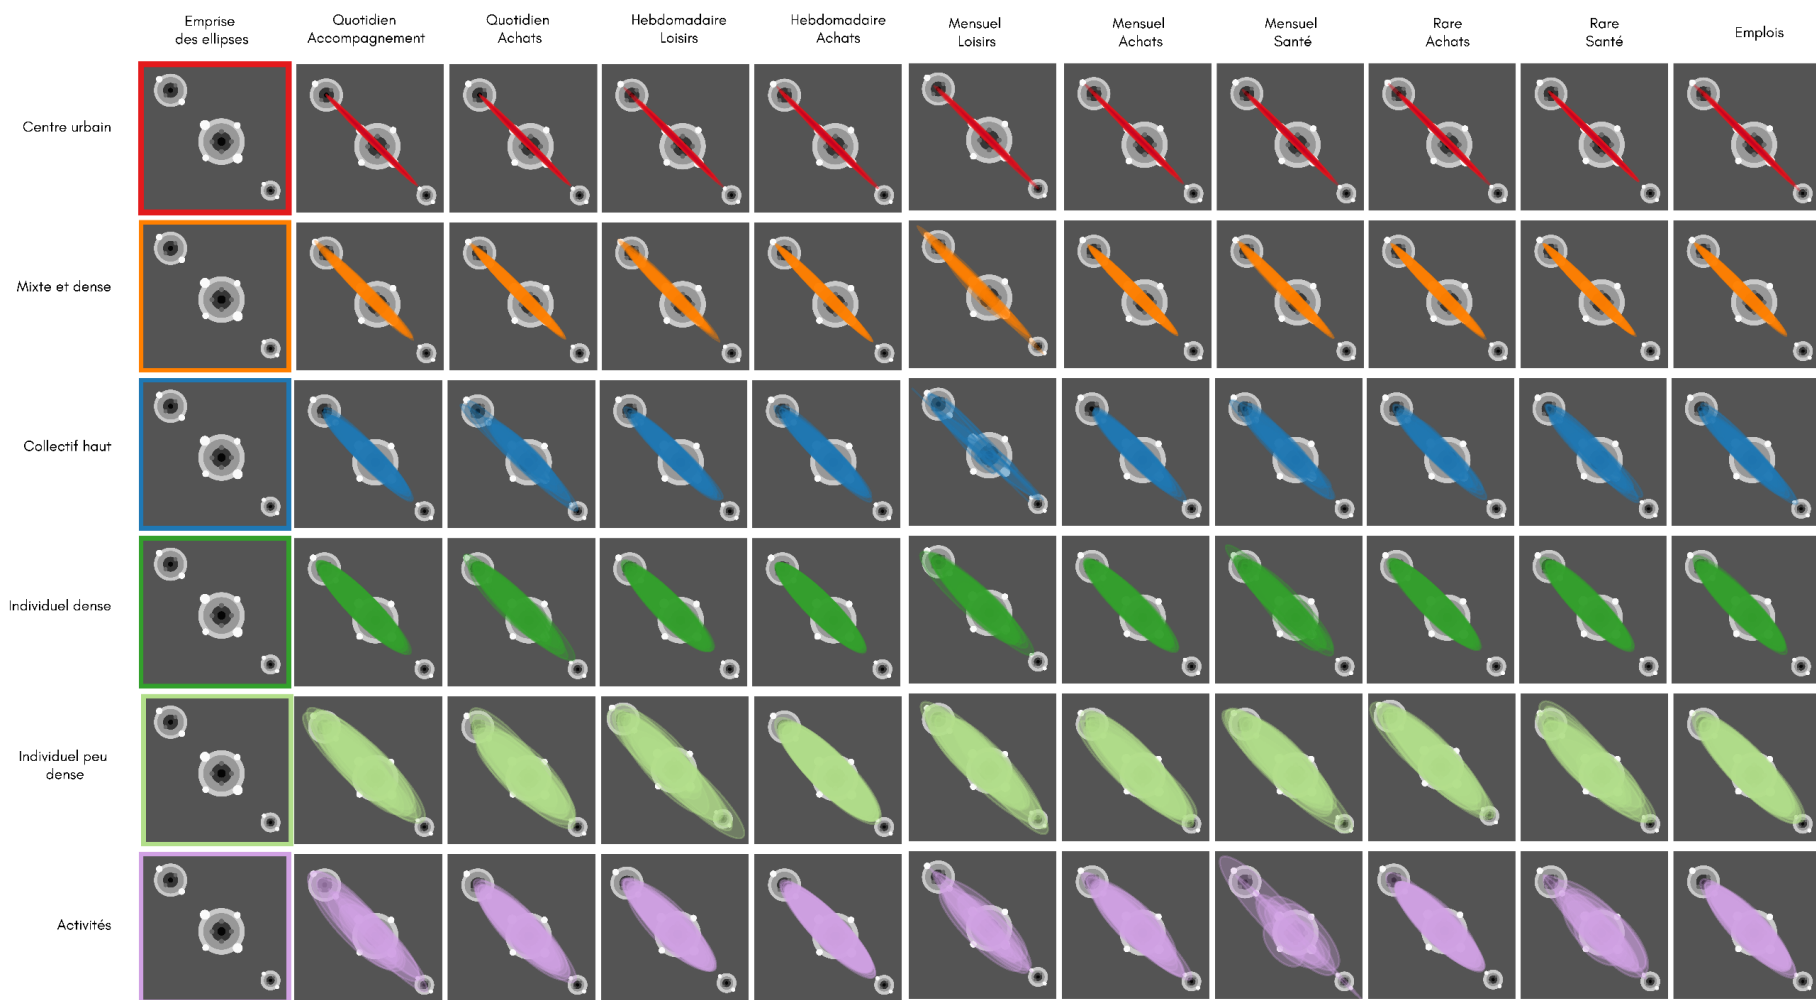 Emprise
des ellipses
Quotidien
Accompagnement
Quotidien
Achats
Hebdomadaire
Loisirs
Hebdomadaire
Achats
Mensuel
Loisirs
Mensuel
Achats
Mensuel
Santé
Rare
Achats
Rare
Santé
Emplois
Centre urbain
Mixte et dense
Collectif haut
Individuel dense
Individuel peu
dense
Activités